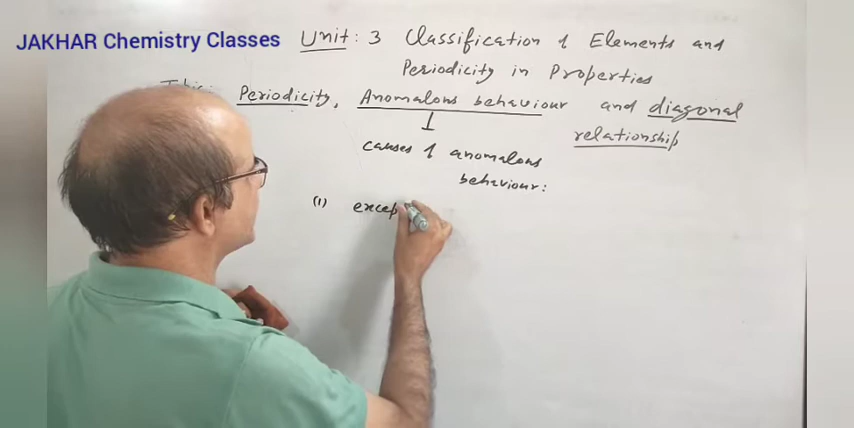 JAKHAR Chemistry Classes
Unit : 3 Classification of Elements and
Periodicity in Properties
Periodicity, Anomalous behaviour and diagonal
relationship
causes of anomalous
behaviour :
(1) excep